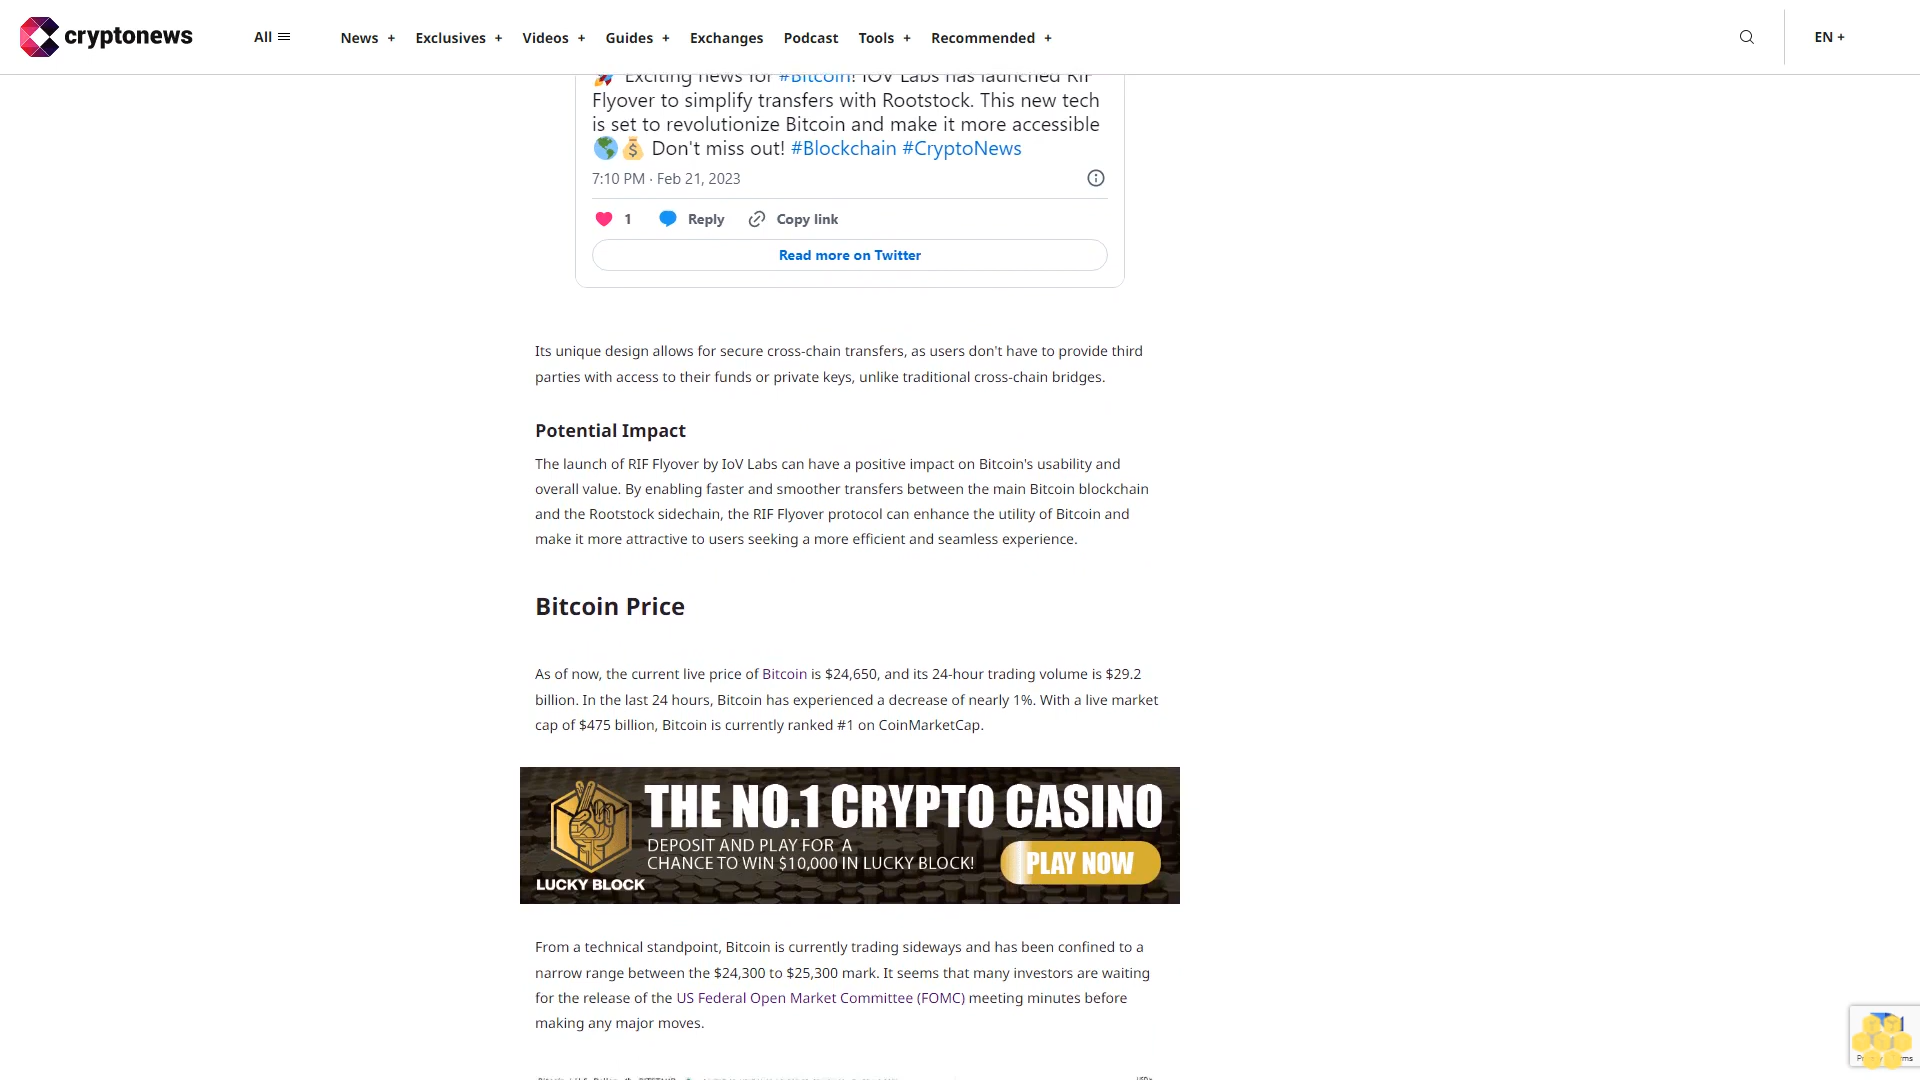 cryptonews
All
News +
Exclusives +
Videos +
Guides +
Exchanges
Podcast
Tools +
Recommended +
EN +
Exciting news for #Bitcoin! IOV Labs has launched RIF
Flyover to simplify transfers with Rootstock. This new tech
is set to revolutionize Bitcoin and make it more accessible
🌎💰 Don't miss out! #Blockchain #CryptoNews
7:10 PM · Feb 21, 2023
1 Reply Copy link
Read more on Twitter
Its unique design allows for secure cross-chain transfers, as users don't have to provide third
parties with access to their funds or private keys, unlike traditional cross-chain bridges.
Potential Impact
The launch of RIF Flyover by IoV Labs can have a positive impact on Bitcoin's usability and
overall value. By enabling faster and smoother transfers between the main Bitcoin blockchain
and the Rootstock sidechain, the RIF Flyover protocol can enhance the utility of Bitcoin and
make it more attractive to users seeking a more efficient and seamless experience.
Bitcoin Price
As of now, the current live price of Bitcoin is $24,650, and its 24-hour trading volume is $29.2
billion. In the last 24 hours, Bitcoin has experienced a decrease of nearly 1%. With a live market
cap of $475 billion, Bitcoin is currently ranked #1 on CoinMarketCap.
THE NO.1 CRYPTO CASINO
DEPOSIT AND PLAY FOR A
CHANCE TO WIN $10,000 IN LUCKY BLOCK!
PLAY NOW
LUCKY BLOCK
From a technical standpoint, Bitcoin is currently trading sideways and has been confined to a
narrow range between the $24,300 to $25,300 mark. It seems that many investors are waiting
for the release of the US Federal Open Market Committee (FOMC) meeting minutes before
making any major moves.